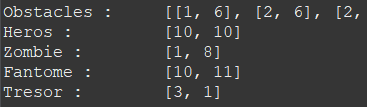 Obstacles : [[1, 6], [2, 6], [2,
Heros : [10, 10]
Zombie : [1, 8]
Fantome : [10, 11]
Tresor : [3, 1]